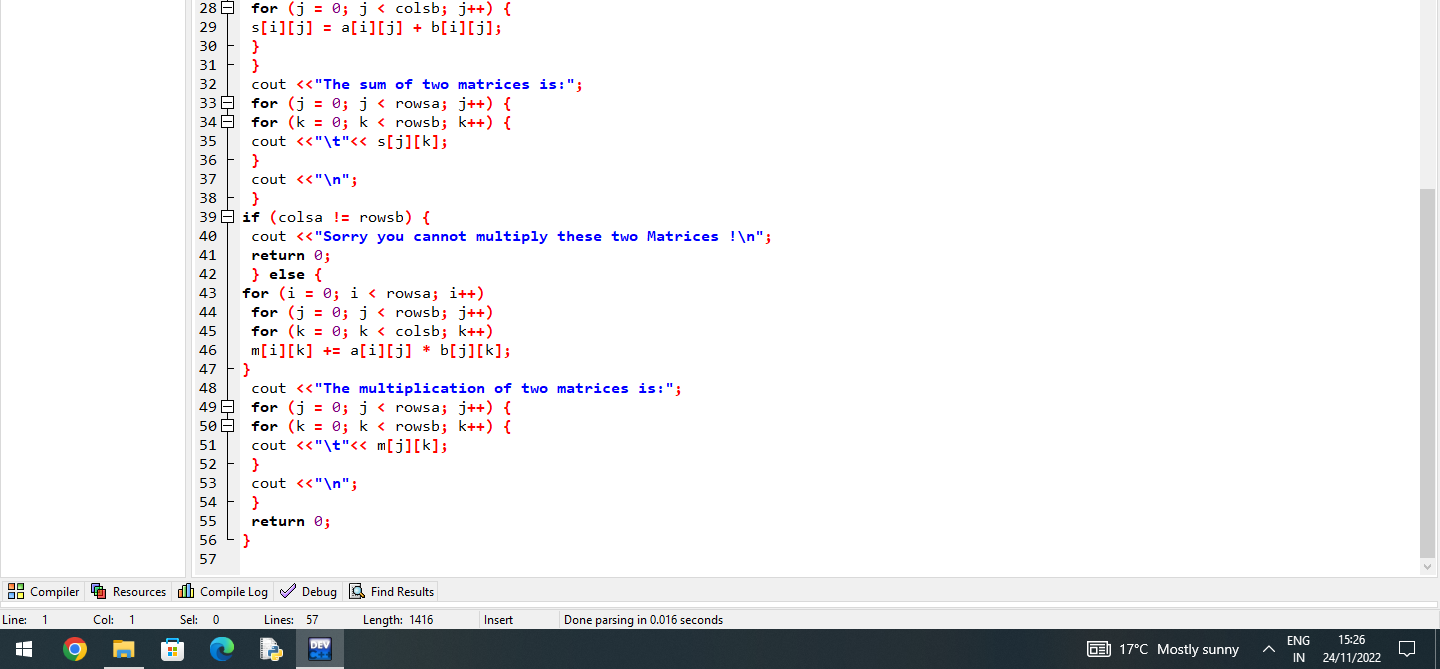 28 for (j = 0; j < colsb; j++) {
29 s[i][j] = a[i][j] + b[i][j];
30 }
31 }
32 cout <<"The sum of two matrices is:";
33 for (j = 0; j < rowsa; j++) {
34 for (k = 0; k < rowsb; k++) {
35 cout <<"\t"<< s[j][k];
36 }
37 cout <<"\n";
38 }
39 if (colsa != rowsb) {
40 cout <<"Sorry you cannot multiply these two Matrices !\n";
41 return 0;
42 } else {
43 for (i = 0; i < rowsa; i++)
44 for (j = 0; j < rowsb; j++)
45 for (k = 0; k < colsb; k++)
46 m[i][k] += a[i][j] * b[j][k];
47 }
48 cout <<"The multiplication of two matrices is:";
49 for (j = 0; j < rowsa; j++) {
50 for (k = 0; k < rowsb; k++) {
51 cout <<"\t"<< m[j][k];
52 }
53 cout <<"\n";
54 }
55 return 0;
56 }
57
Compiler Resources Compile Log Debug Find Results
Line: 1 Col: 1 Sel: 0 Lines: 57 Length: 1416 Insert Done parsing in 0.016 seconds
DEV 17°C Mostly sunny ENG 15:26
IN 24/11/2022